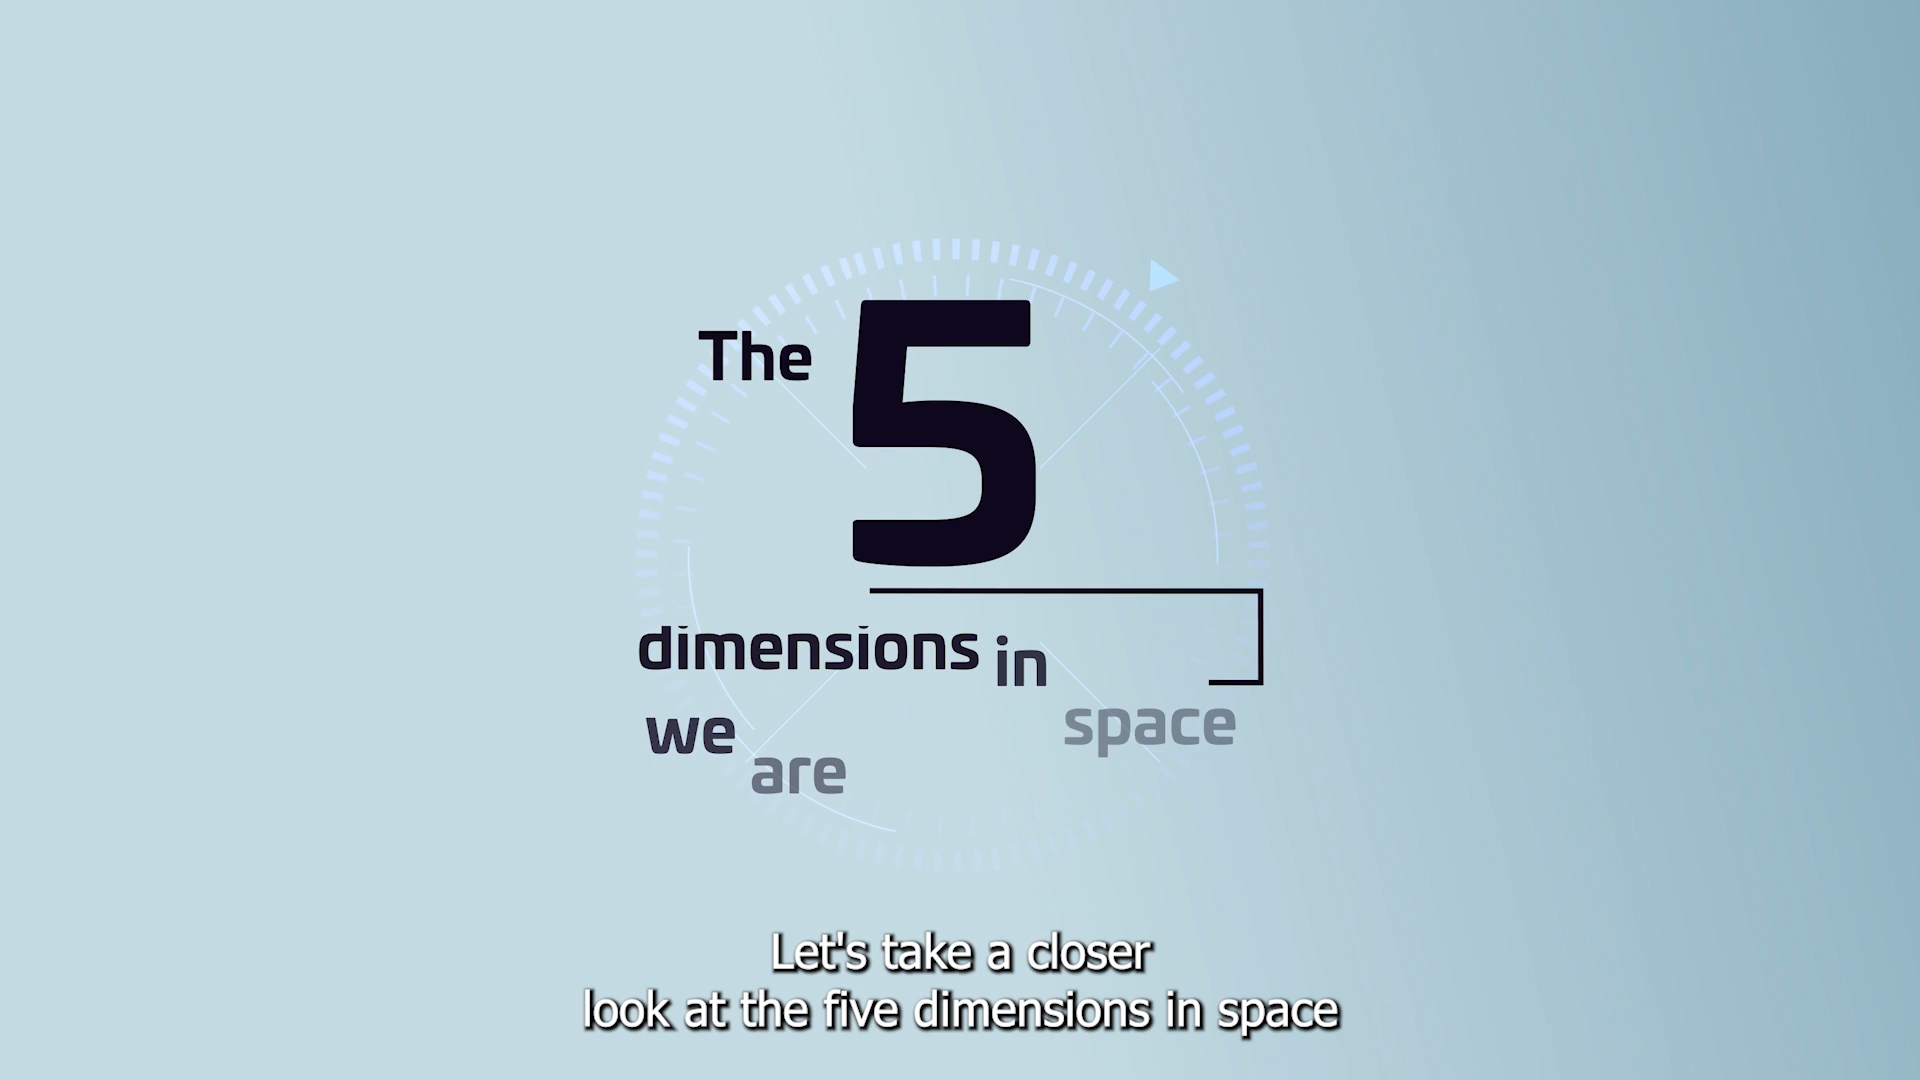 The 5
dimensions in space
we are
Let's take a closer
look at the five dimensions in space